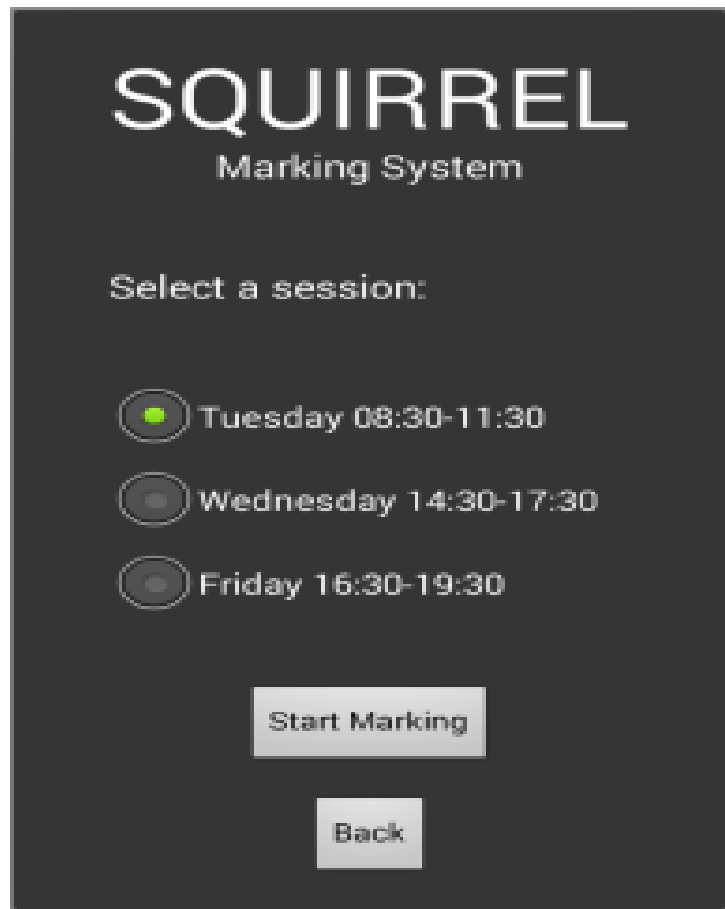 SQUIRREL
Marking System
Select a session:
Tuesday 08:30-11:30
Wednesday 14:30-17:30
Friday 16:30-19:30
Start Marking
Back